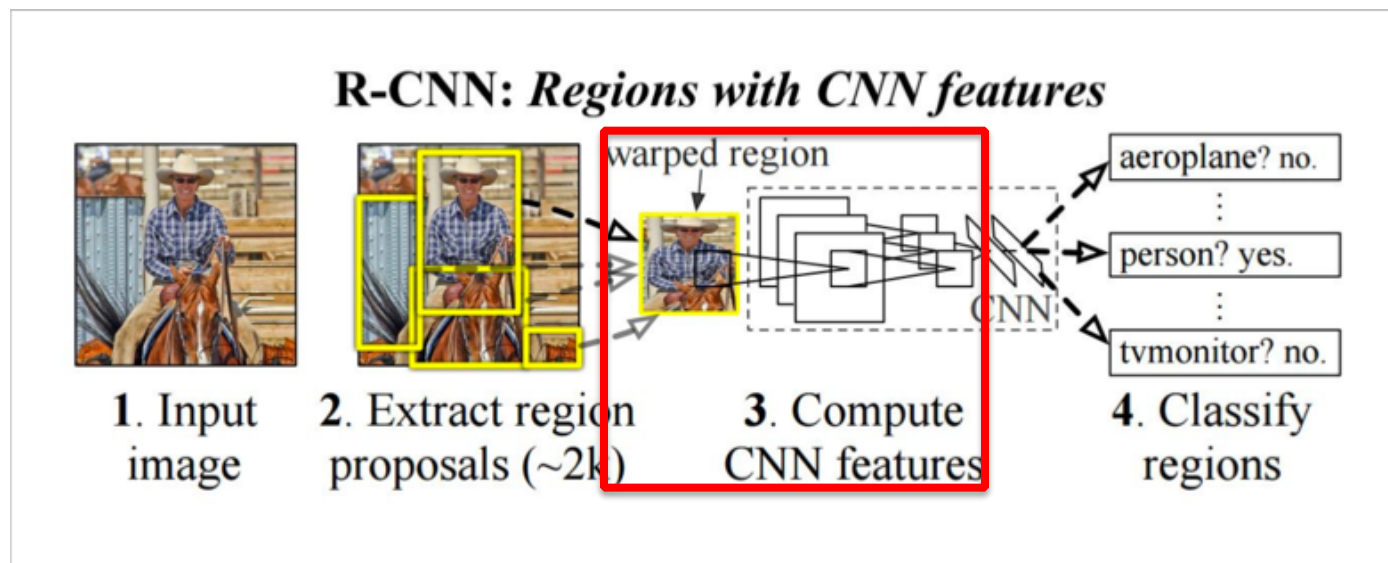 R-CNN: Regions with CNN features
warped region
aeroplane? no.
person? yes.
tvmonitor? no.
CNN
1. Input
image
2. Extract region
proposals (~2k)
3. Compute
CNN features
4. Classify
regions